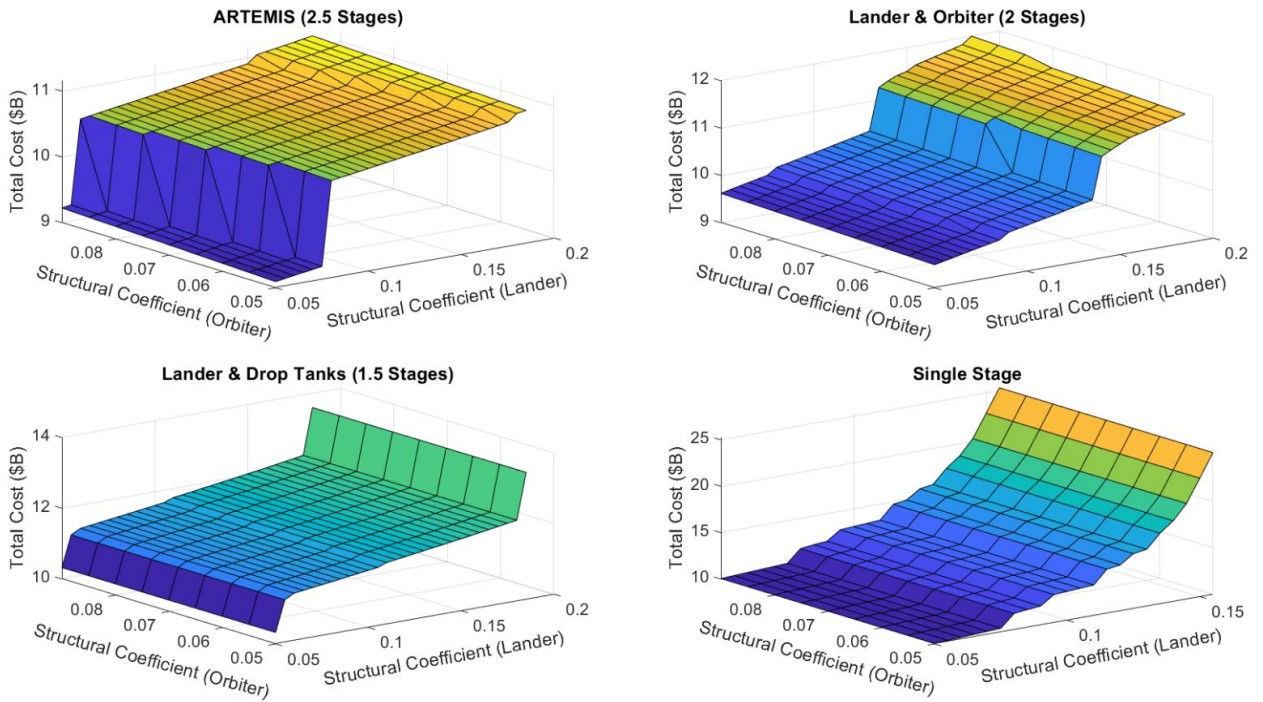 ARTEMIS (2.5 Stages)
Total Cost ($B)
11
10
9
0.08
0.07
0.06
0.05
Structural Coefficient (Orbiter)
0.05
0.1
0.15
0.2
Structural Coefficient (Lander)
Lander & Orbiter (2 Stages)
Total Cost ($B)
12
11
10
9
0.08
0.07
0.06
0.05
Structural Coefficient (Orbiter)
0.05
0.1
0.15
0.2
Structural Coefficient (Lander)
Lander & Drop Tanks (1.5 Stages)
Total Cost ($B)
14
12
10
0.08
0.07
0.06
0.05
Structural Coefficient (Orbiter)
0.05
0.1
0.15
0.2
Structural Coefficient (Lander)
Single Stage
Total Cost ($B)
25
20
15
10
0.08
0.07
0.06
0.05
Structural Coefficient (Orbiter)
0.05
0.1
0.15
Structural Coefficient (Lander)